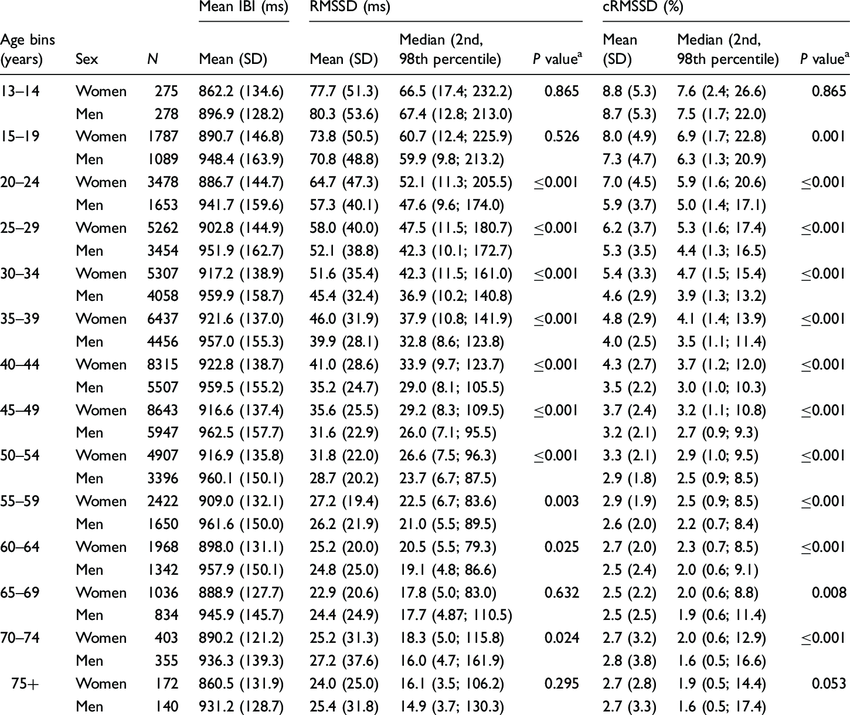 Mean IBI (ms) RMSSD (ms) cRMSSD (%)
Age bins (years) Sex N Mean (SD) Mean (SD) Median (2nd, 98th percentile) P valueᵃ Mean (SD) Median (2nd, 98th percentile) P valueᵃ
13–14 Women 275 862.2 (134.6) 77.7 (51.3) 66.5 (17.4; 232.2) 0.865 8.8 (5.3) 7.6 (2.4; 26.6) 0.865
Men 278 896.9 (128.2) 80.3 (53.6) 67.4 (12.8; 213.0) 8.7 (5.3) 7.5 (1.7; 22.0)
15–19 Women 1787 890.7 (146.8) 73.8 (50.5) 60.7 (12.4; 225.9) 0.526 8.0 (4.9) 6.9 (1.7; 22.8) 0.001
Men 1089 948.4 (163.9) 70.8 (48.8) 59.9 (9.8; 213.2) 7.3 (4.7) 6.3 (1.3; 20.9)
20–24 Women 3478 886.7 (144.7) 64.7 (47.3) 52.1 (11.3; 205.5) ≤0.001 7.0 (4.5) 5.9 (1.6; 20.6) ≤0.001
Men 1653 941.7 (159.6) 57.3 (40.1) 47.6 (9.6; 174.0) 5.9 (3.7) 5.0 (1.4; 17.1)
25–29 Women 5262 902.8 (144.9) 58.0 (40.0) 47.5 (11.5; 180.7) ≤0.001 6.2 (3.7) 5.3 (1.6; 17.4) ≤0.001
Men 3454 951.9 (162.7) 52.1 (38.8) 42.3 (10.1; 172.7) 5.3 (3.5) 4.4 (1.3; 16.5)
30–34 Women 5307 917.2 (138.9) 51.6 (35.4) 42.3 (11.5; 161.0) ≤0.001 5.4 (3.3) 4.7 (1.5; 15.4) ≤0.001
Men 4058 959.9 (158.7) 45.4 (32.4) 36.9 (10.2; 140.8) 4.6 (2.9) 3.9 (1.3; 13.2)
35–39 Women 6437 921.6 (137.0) 46.0 (31.9) 37.9 (10.8; 141.9) ≤0.001 4.8 (2.9) 4.1 (1.4; 13.9) ≤0.001
Men 4456 957.0 (155.3) 39.9 (28.1) 32.8 (8.6; 123.8) 4.0 (2.5) 3.5 (1.1; 11.4)
40–44 Women 8315 922.8 (138.7) 41.0 (28.6) 33.9 (9.7; 123.7) ≤0.001 4.3 (2.7) 3.7 (1.2; 12.0) ≤0.001
Men 5507 959.5 (155.2) 35.2 (24.7) 29.0 (8.1; 105.5) 3.5 (2.2) 3.0 (1.0; 10.3)
45–49 Women 8643 916.6 (137.4) 35.6 (25.5) 29.2 (8.3; 109.5) ≤0.001 3.7 (2.4) 3.2 (1.1; 10.8) ≤0.001
Men 5947 962.5 (157.7) 31.6 (22.9) 26.0 (7.1; 95.5) 3.2 (2.1) 2.7 (0.9; 9.3)
50–54 Women 4907 916.9 (135.8) 31.8 (22.0) 26.6 (7.5; 96.3) ≤0.001 3.3 (2.1) 2.9 (1.0; 9.5) ≤0.001
Men 3396 960.1 (150.1) 28.7 (20.2) 23.7 (6.7; 87.5) 2.9 (1.8) 2.5 (0.9; 8.5)
55–59 Women 2422 909.0 (132.1) 27.2 (19.4) 22.5 (6.7; 83.6) 0.003 2.9 (1.9) 2.5 (0.9; 8.5) ≤0.001
Men 1650 961.6 (150.0) 26.2 (21.9) 21.0 (5.5; 89.5) 2.6 (2.0) 2.2 (0.7; 8.4)
60–64 Women 1968 898.0 (131.1) 25.2 (20.0) 20.5 (5.5; 79.3) 0.025 2.7 (2.0) 2.3 (0.7; 8.5) ≤0.001
Men 1342 957.9 (150.1) 24.8 (25.0) 19.1 (4.8; 86.6) 2.5 (2.4) 2.0 (0.6; 9.1)
65–69 Women 1036 888.9 (127.7) 22.9 (20.6) 17.8 (5.0; 83.0) 0.632 2.5 (2.2) 2.0 (0.6; 8.8) 0.008
Men 834 945.9 (145.7) 24.4 (24.9) 17.7 (4.87; 110.5) 2.5 (2.5) 1.9 (0.6; 11.4)
70–74 Women 403 890.2 (121.2) 25.2 (31.3) 18.3 (5.0; 115.8) 0.024 2.7 (3.2) 2.0 (0.6; 12.9) ≤0.001
Men 355 936.3 (139.3) 27.2 (37.6) 16.0 (4.7; 161.9) 2.8 (3.8) 1.6 (0.5; 16.6)
75+ Women 172 860.5 (131.9) 24.0 (25.0) 16.1 (3.5; 106.2) 0.295 2.7 (2.8) 1.9 (0.5; 14.4) 0.053
Men 140 931.2 (128.7) 25.4 (31.8) 14.9 (3.7; 130.3) 2.7 (3.3) 1.6 (0.5; 17.4)